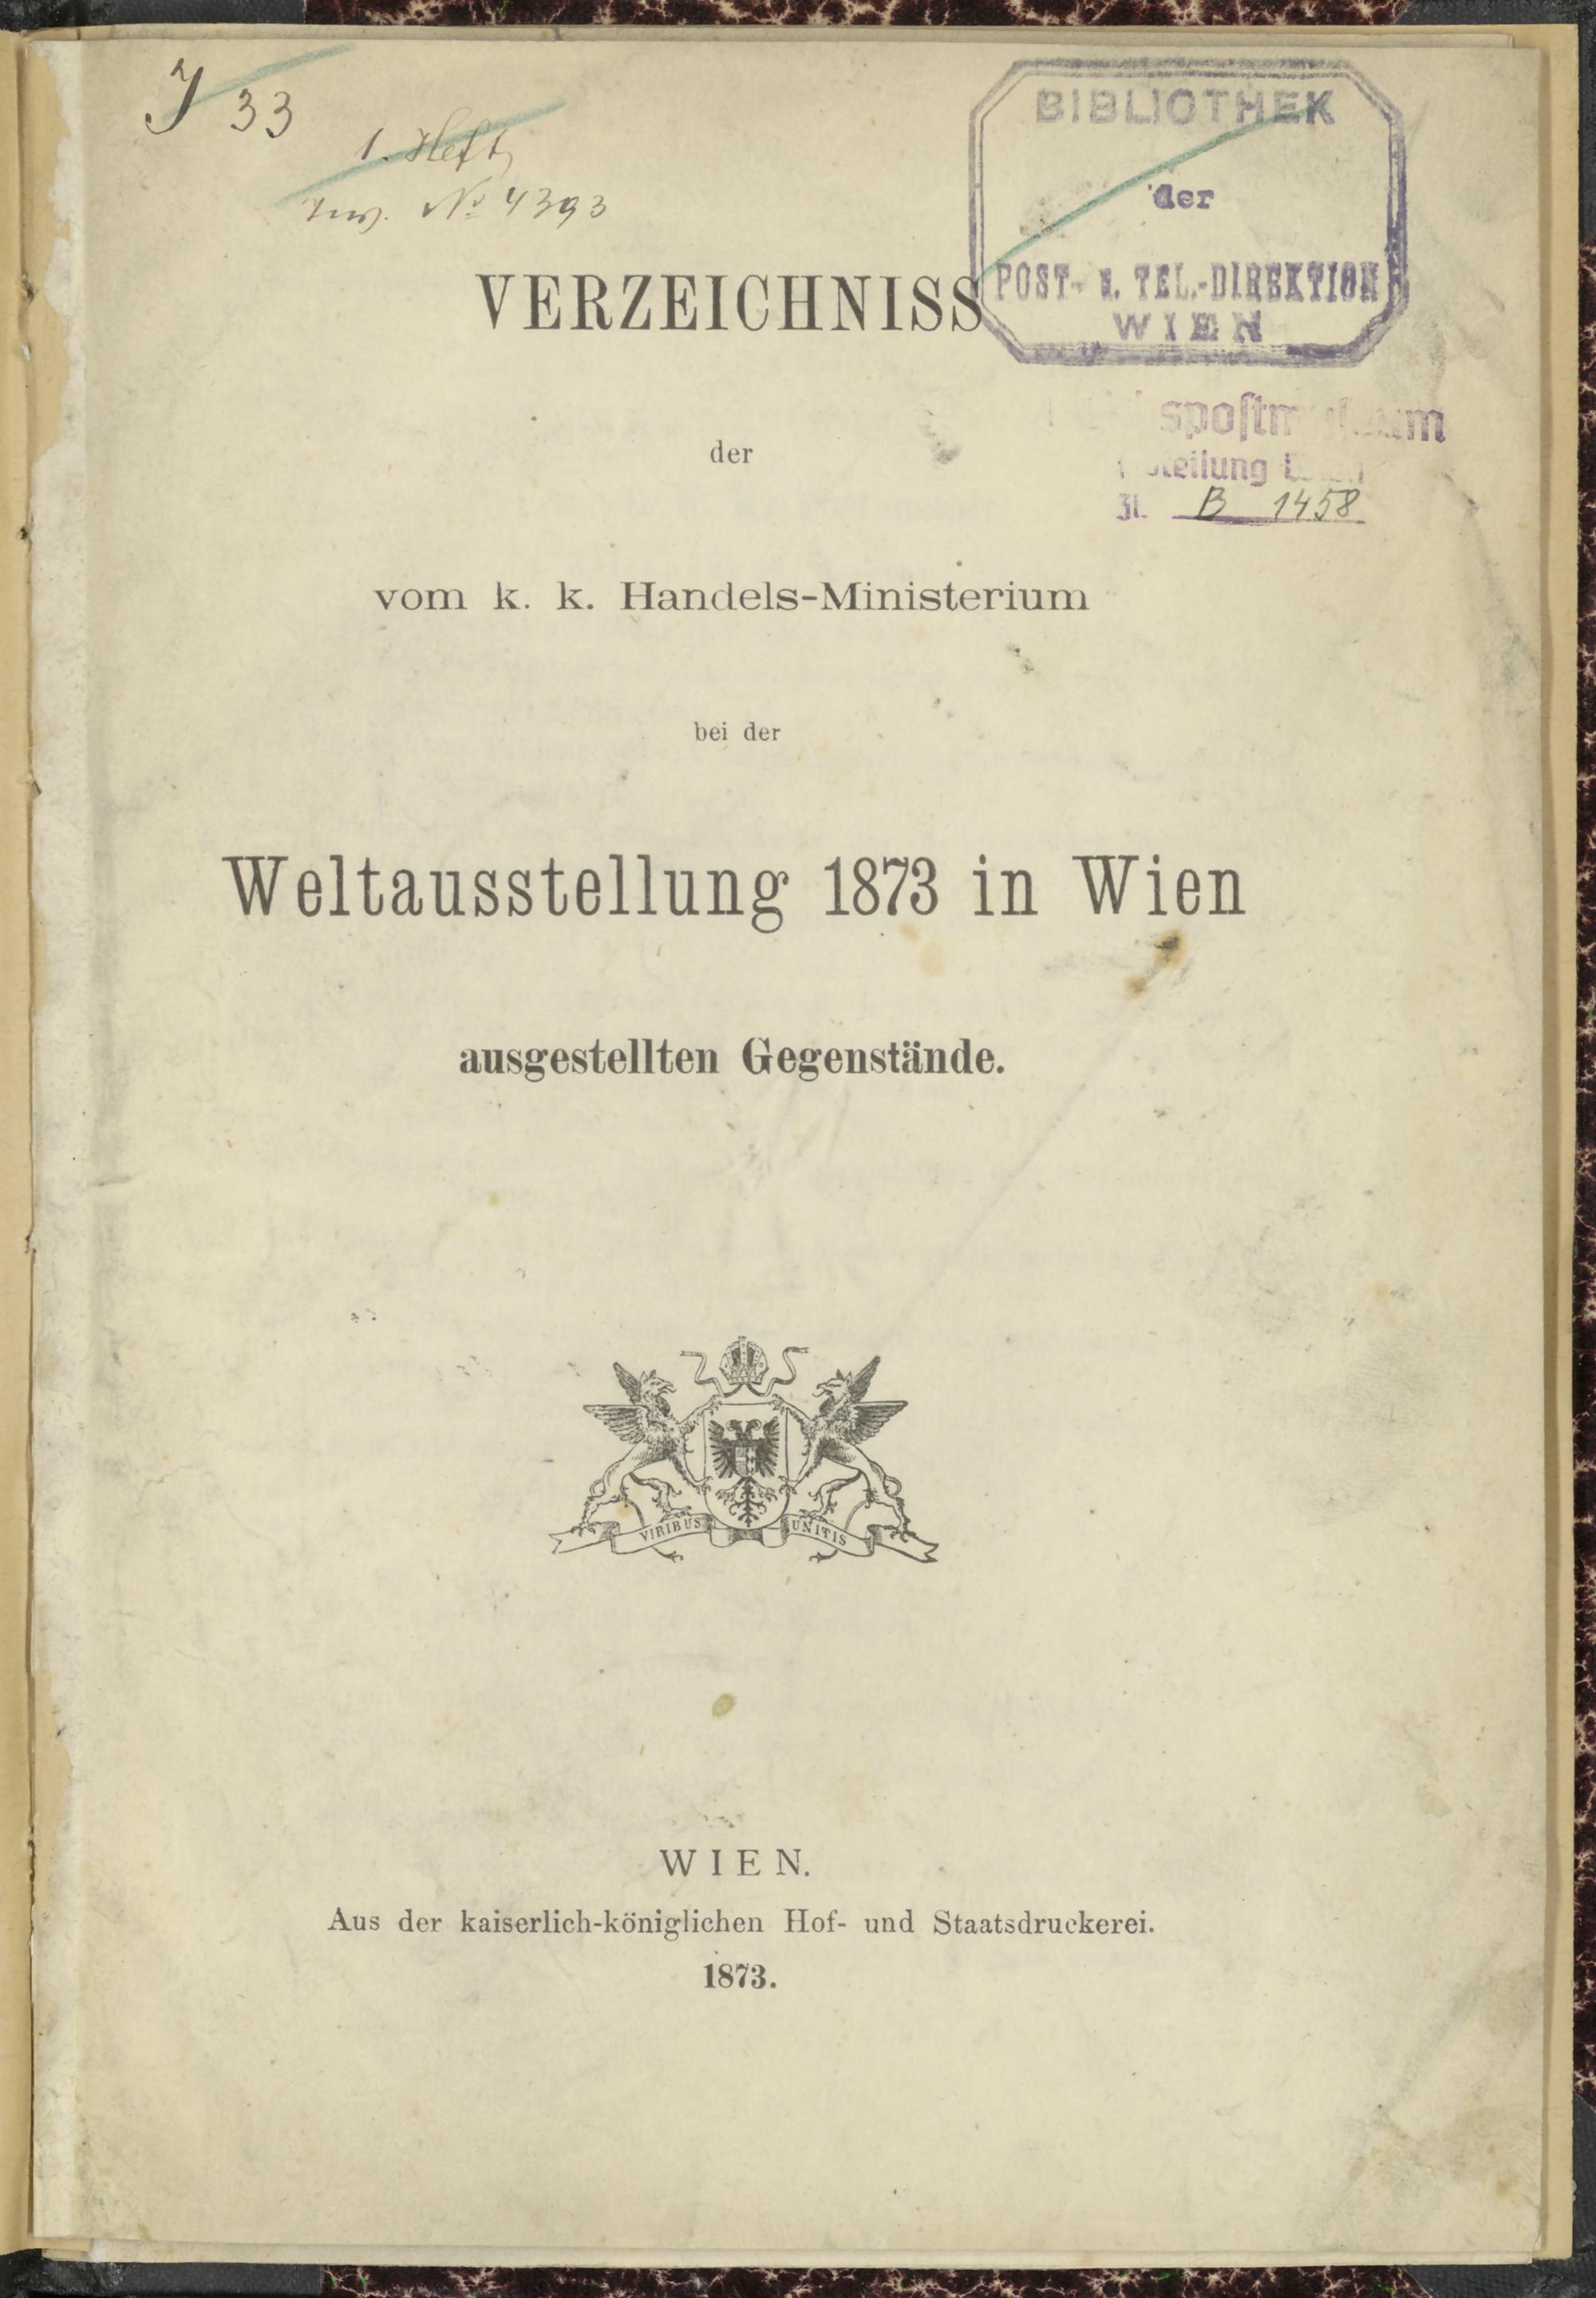 J 33
1. Heft
Inv. № 4393
BIBLIOTHEK
der
POST- u. TEL.-DIREKTION
WIEN
VERZEICHNISS
B 1458
der
vom k. k. Handels-Ministerium
bei der
Weltausstellung 1873 in Wien
ausgestellten Gegenstände.
VIRIBUS UNITIS
WIEN.
Aus der kaiserlich-königlichen Hof- und Staatsdruckerei.
1873.